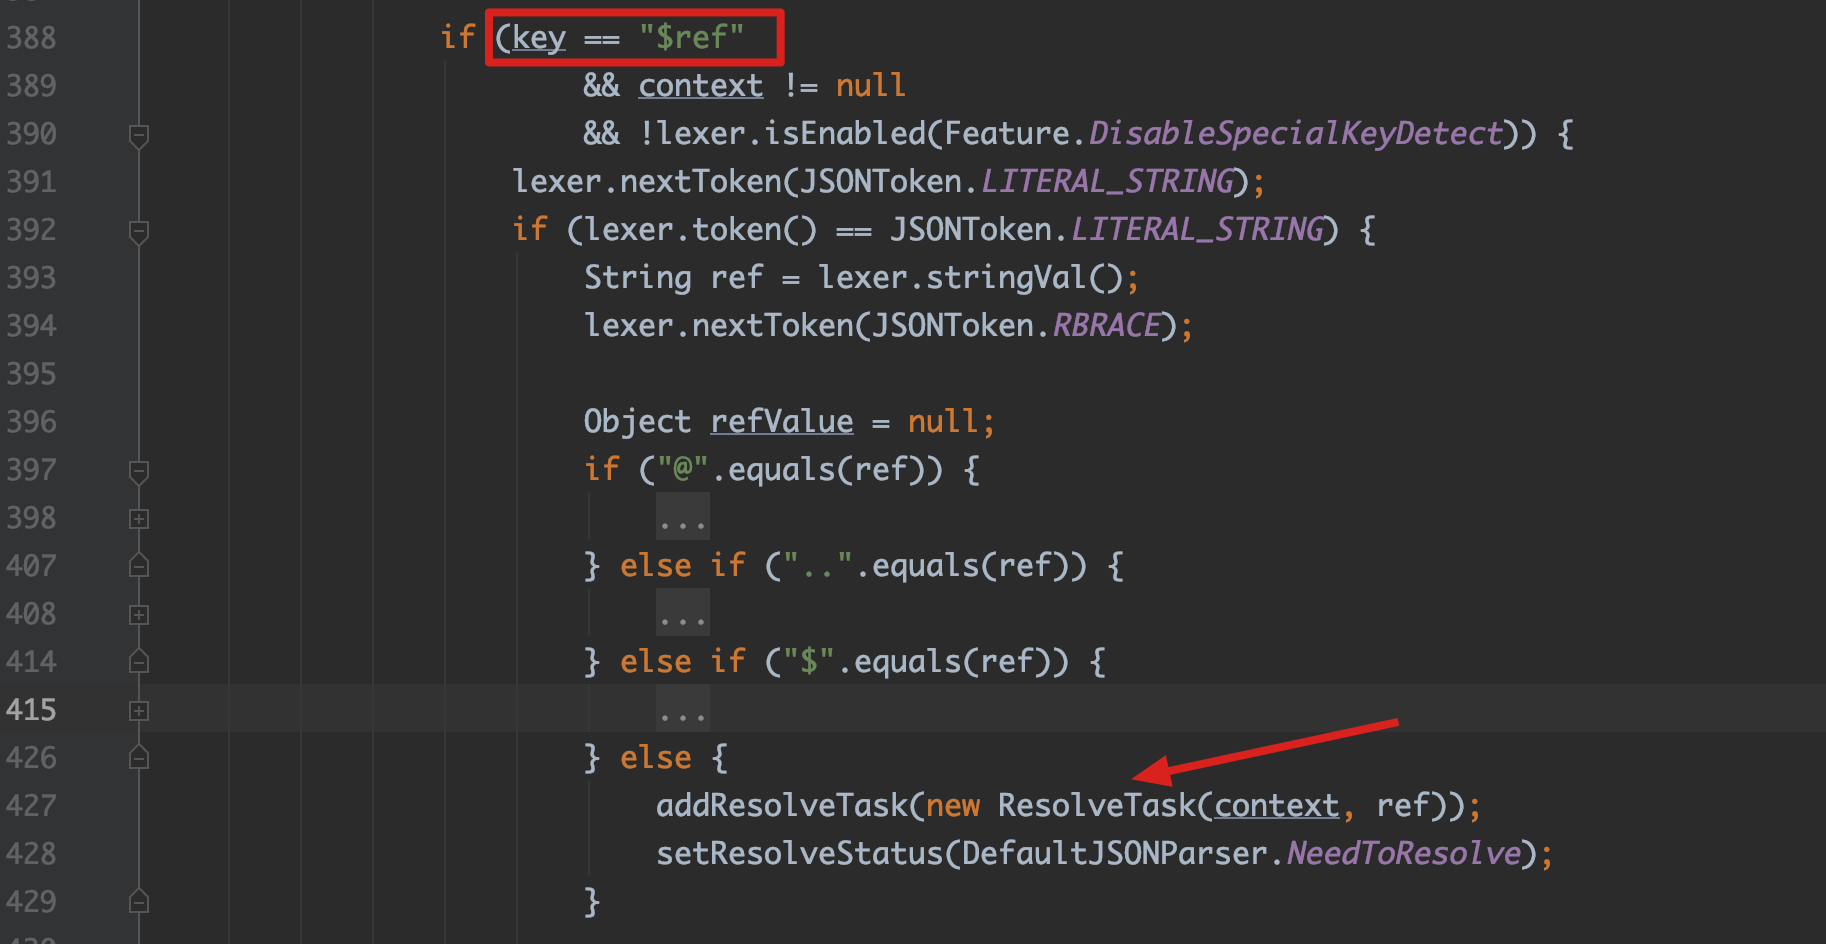 388 if (key == "$ref"
389 && context != null
390 && !lexer.isEnabled(Feature.DisableSpecialKeyDetect)) {
391 lexer.nextToken(JSONToken.LITERAL_STRING);
392 if (lexer.token() == JSONToken.LITERAL_STRING) {
393 String ref = lexer.stringVal();
394 lexer.nextToken(JSONToken.RBRACE);
395
396 Object refValue = null;
397 if ("@".equals(ref)) {
398 ...
407 } else if ("..".equals(ref)) {
408 ...
414 } else if ("$".equals(ref)) {
415 ...
426 } else {
427 addResolveTask(new ResolveTask(context, ref));
428 setResolveStatus(DefaultJSONParser.NeedToResolve);
429 }